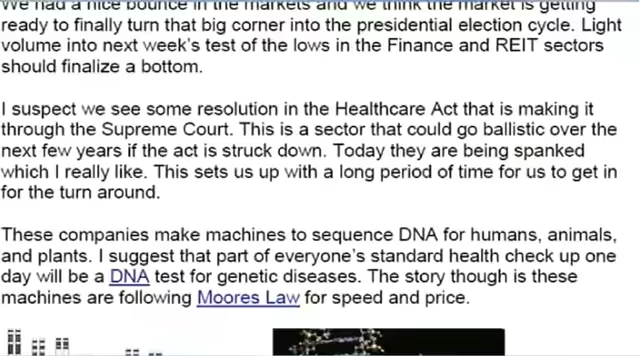 We had a nice bounce in the markets and we think the market is getting
ready to finally turn that big corner into the presidential election cycle. Light
volume into next week's test of the lows in the Finance and REIT sectors
should finalize a bottom.
I suspect we see some resolution in the Healthcare Act that is making it
through the Supreme Court. This is a sector that could go ballistic over the
next few years if the act is struck down. Today they are being spanked
which I really like. This sets us up with a long period of time for us to get in
for the turn around.
These companies make machines to sequence DNA for humans, animals,
and plants. I suggest that part of everyone's standard health check up one
day will be a DNA test for genetic diseases. The story though is these
machines are following Moores Law for speed and price.